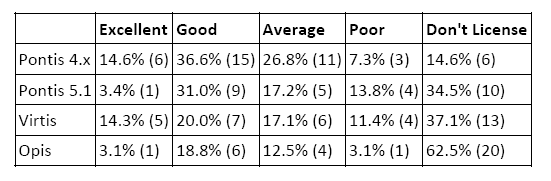 Excellent Good Average Poor Don't License
Pontis 4.x 14.6% (6) 36.6% (15) 26.8% (11) 7.3% (3) 14.6% (6)
Pontis 5.1 3.4% (1) 31.0% (9) 17.2% (5) 13.8% (4) 34.5% (10)
Virtis 14.3% (5) 20.0% (7) 17.1% (6) 11.4% (4) 37.1% (13)
Opis 3.1% (1) 18.8% (6) 12.5% (4) 3.1% (1) 62.5% (20)